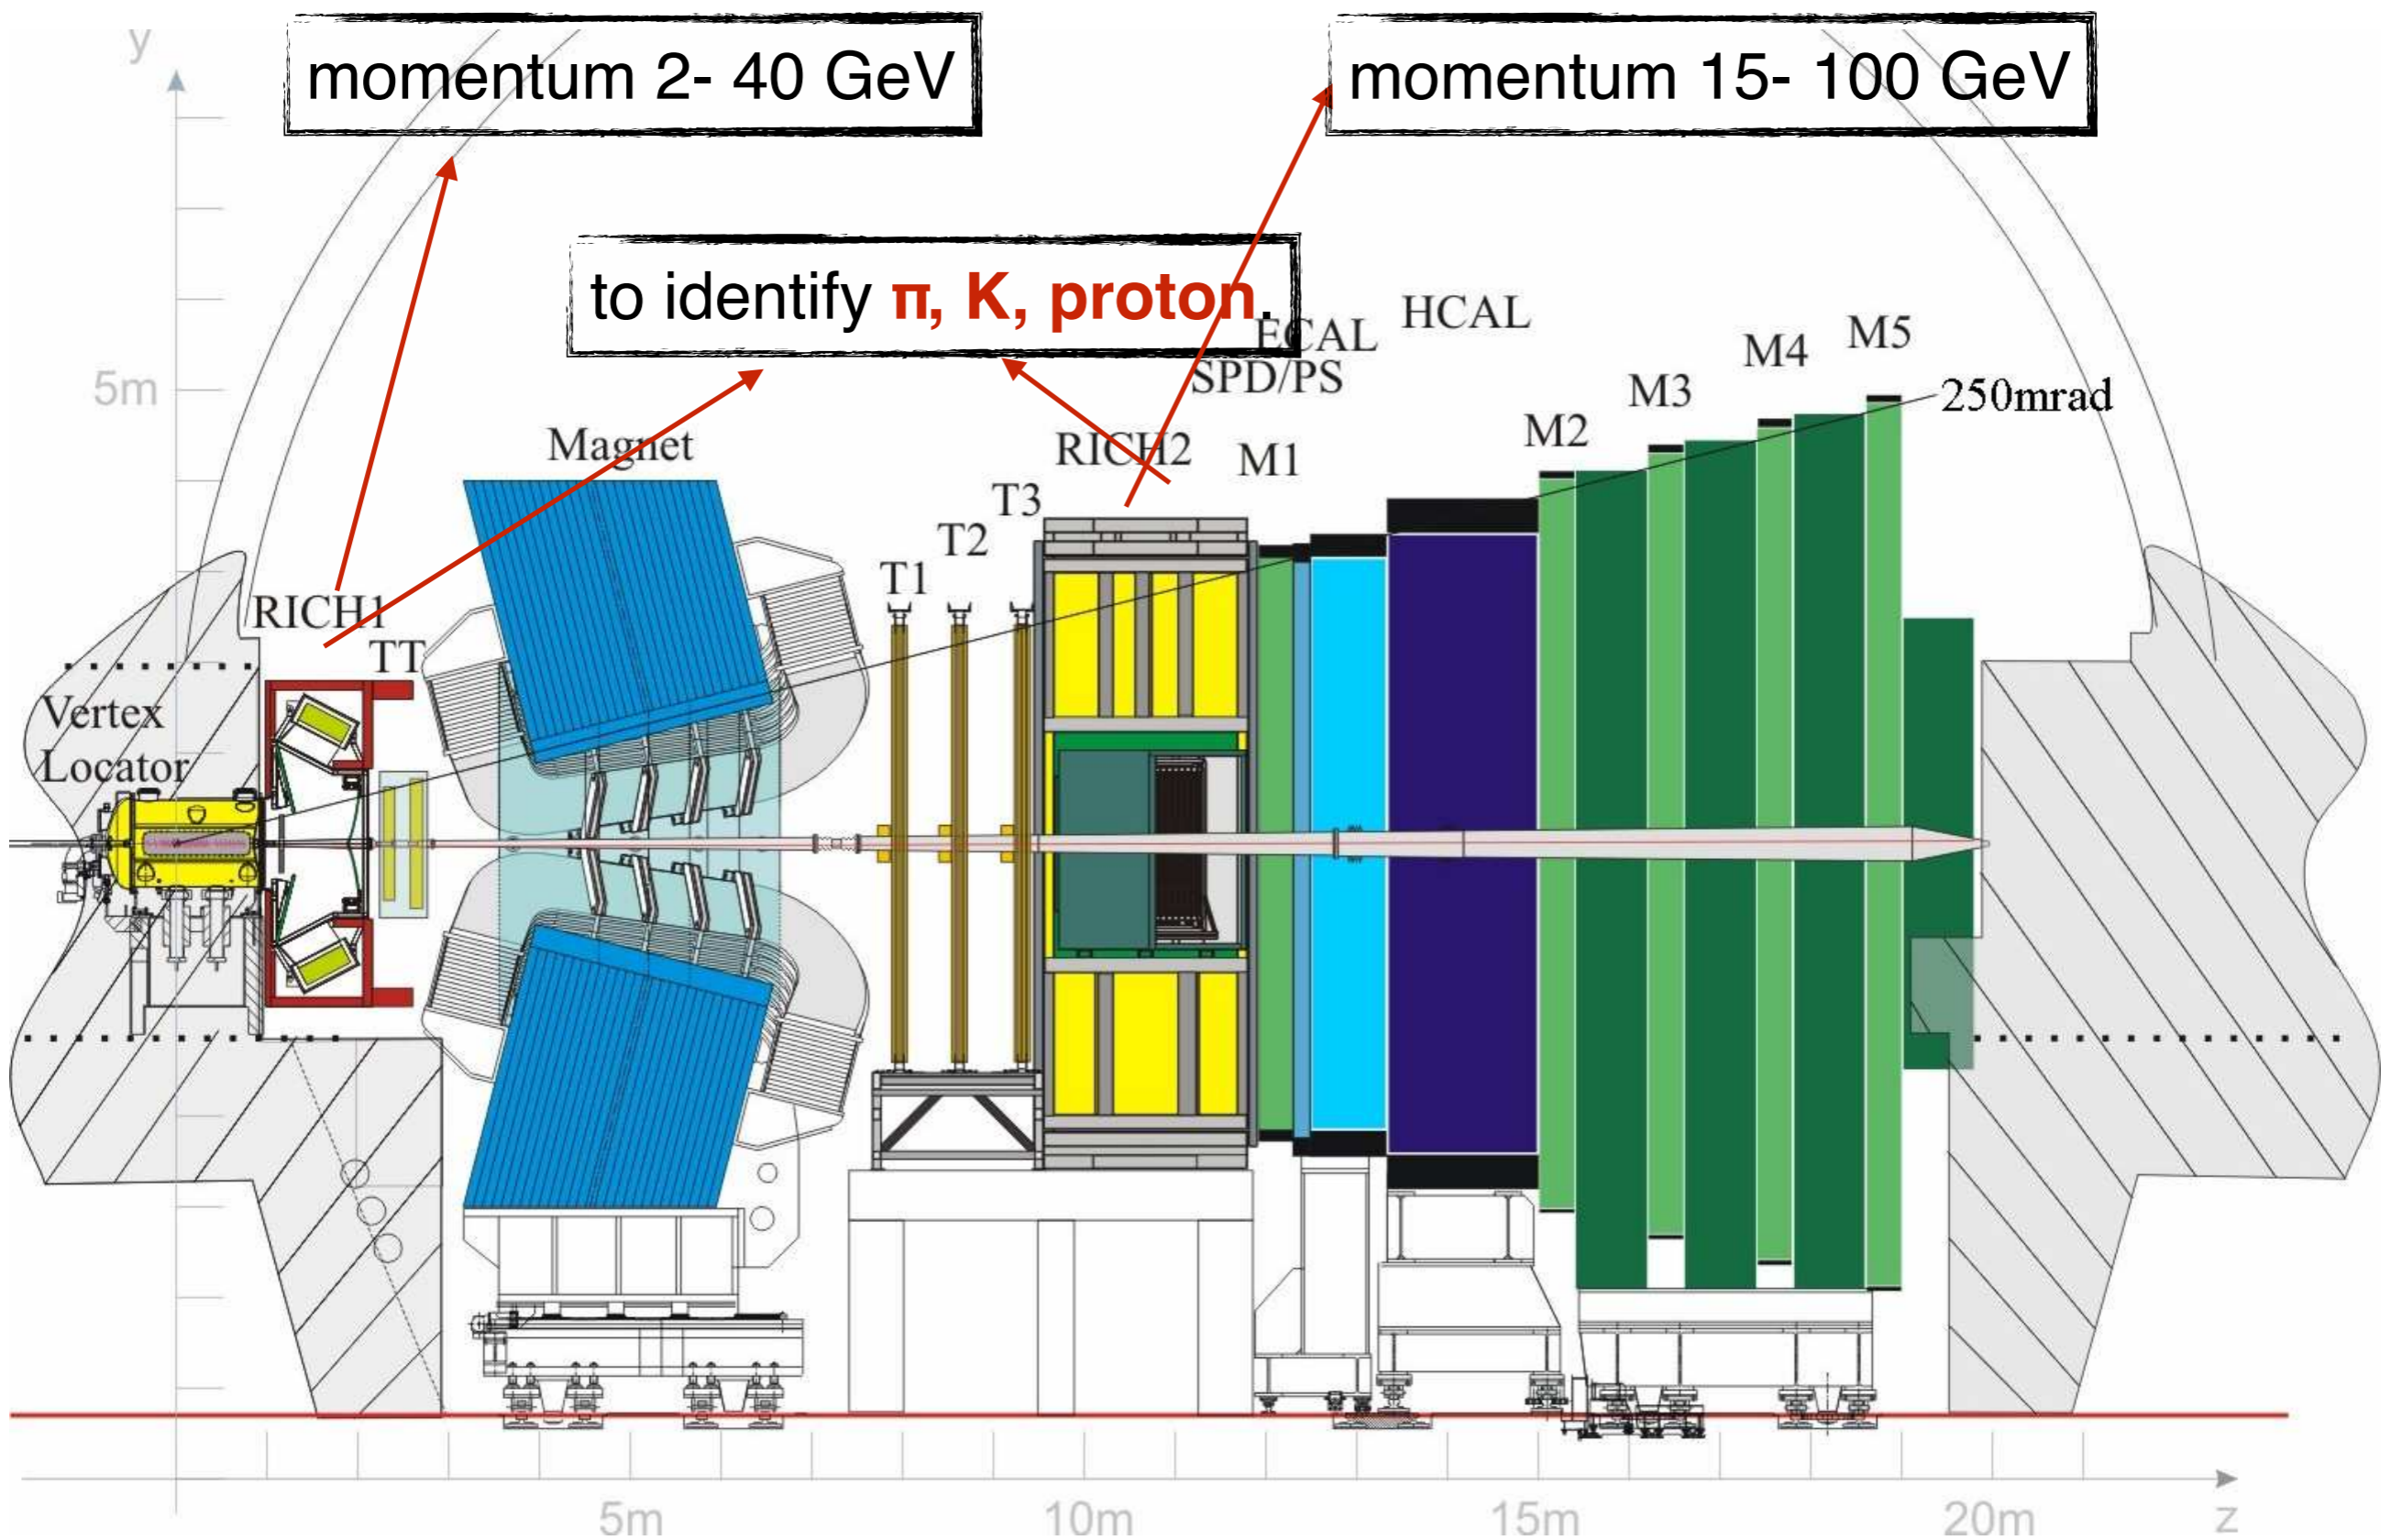 y
momentum 2- 40 GeV
momentum 15- 100 GeV
to identify π, K, proton.
ECAL
HCAL
SPD/PS
M4
M5
5m
M3
250mrad
Magnet
M2
RICH2
M1
T3
T2
T1
RICH1
TT
Vertex
Locator
5m
10m
15m
20m
z